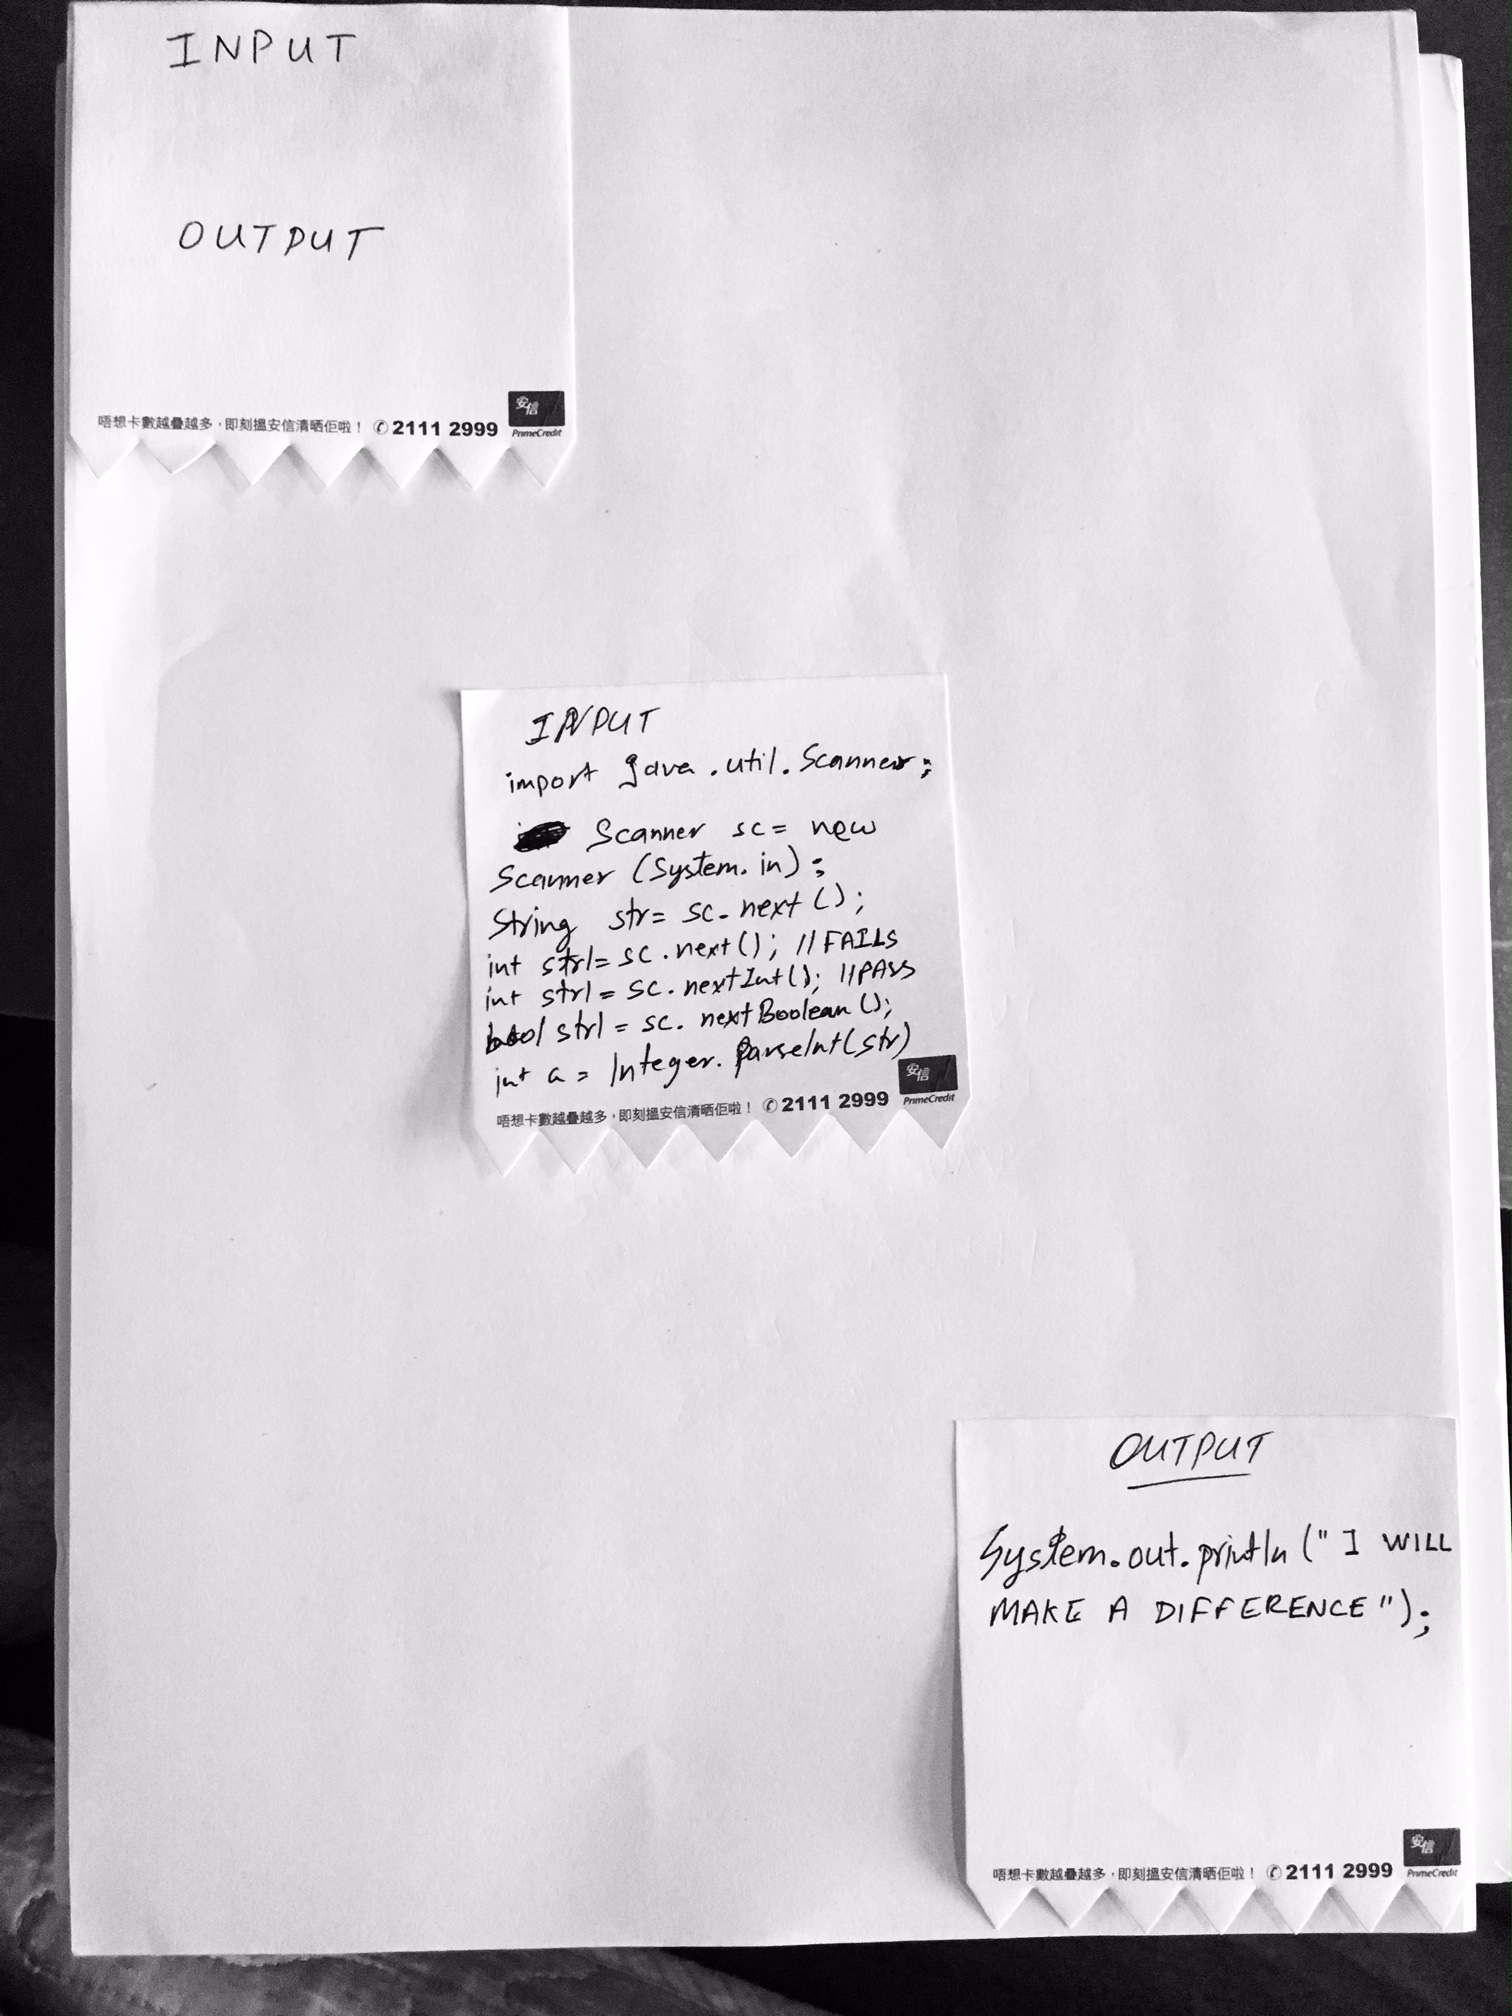 INPUT
OUTPUT
唔想卡數越疊越多，即刻搵安信清晒佢啦！ ✆ 2111 2999
安信
PrimeCredit
INPUT
import java.util.Scanner;
Scanner sc = new
Scanner (System.in);
String str = sc.next();
int str1 = sc.next(); //FAILS
int str1 = sc.nextInt(); //PASS
bool str1 = sc.nextBoolean();
int a = Integer.ParseInt(str)
唔想卡數越疊越多，即刻搵安信清晒佢啦！ ✆ 2111 2999
安信
PrimeCredit
OUTPUT
System.out.println(" I WILL
MAKE A DIFFERENCE");
唔想卡數越疊越多，即刻搵安信清晒佢啦！ ✆ 2111 2999
安信
PrimeCredit